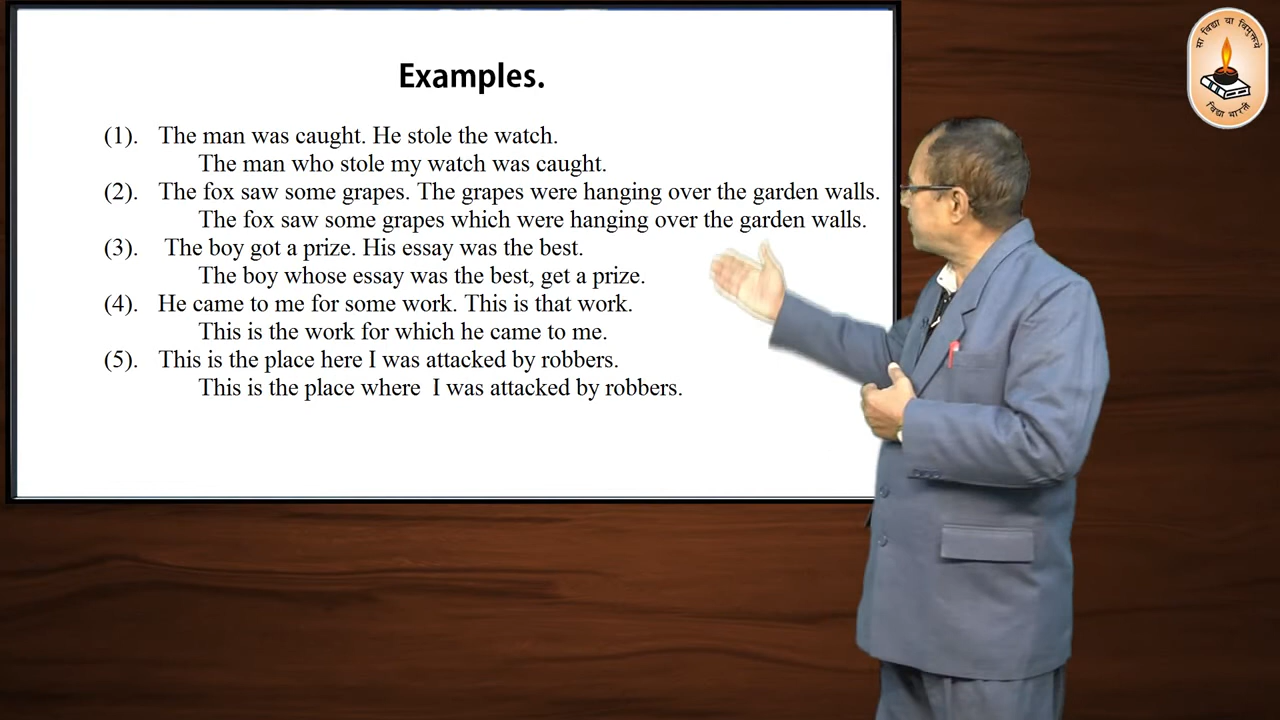 Examples.
(1). The man was caught. He stole the watch.
The man who stole my watch was caught.
(2). The fox saw some grapes. The grapes were hanging over the garden walls.
The fox saw some grapes which were hanging over the garden walls.
(3). The boy got a prize. His essay was the best.
The boy whose essay was the best, get a prize.
(4). He came to me for some work. This is that work.
This is the work for which he came to me.
(5). This is the place here I was attacked by robbers.
This is the place where I was attacked by robbers.
सा विद्या या विमुक्तये
विद्या भारती